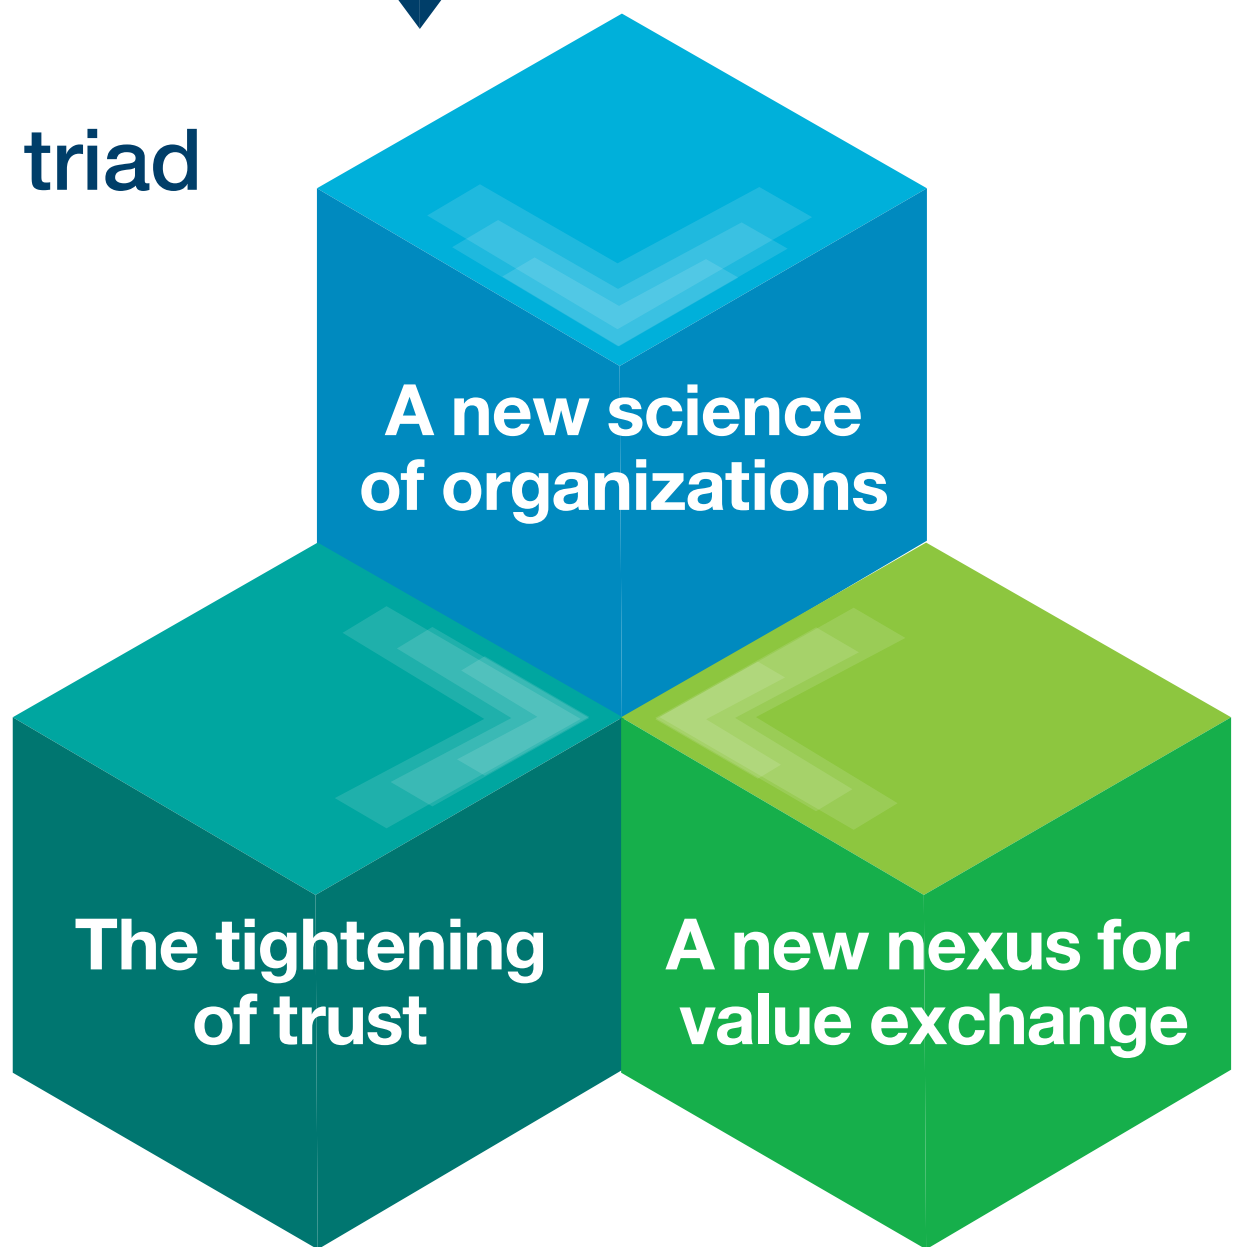 triad
A new science
of organizations
The tightening
of trust
A new nexus for
value exchange